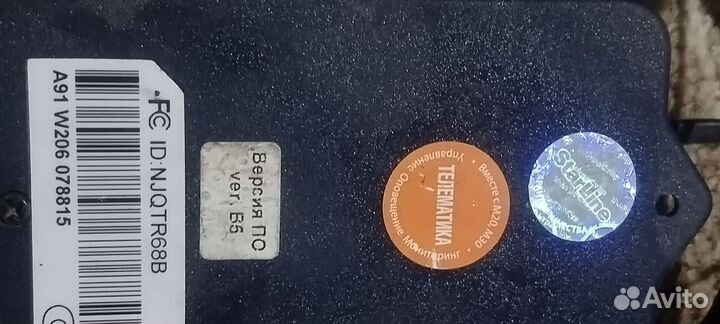 FC ID:NJQTR68B
A91 W206 078815
Версия ПО
ver. B5
Вместе с M20, M30
ТЕЛЕМАТИКА
Управление · Оповещение · Мониторинг ·
StarLine
Avito